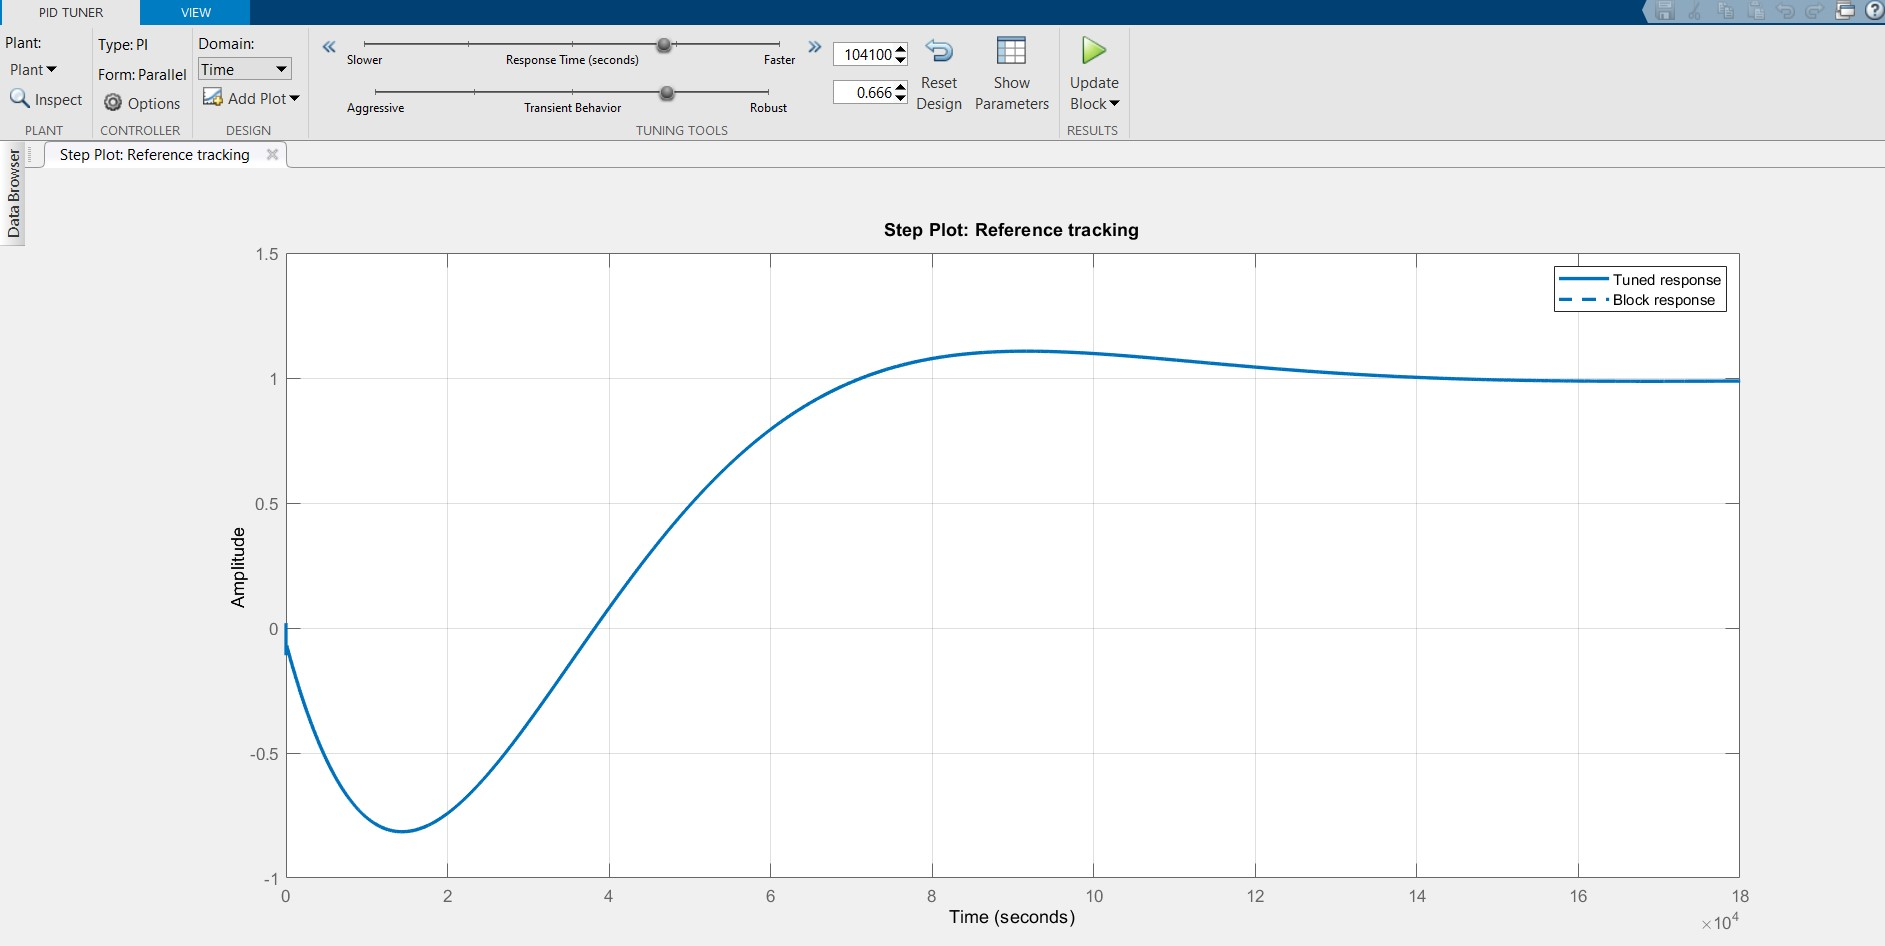 PID TUNER
VIEW
Plant:
Plant
Inspect
PLANT
Type: PI
Form: Parallel
Options
CONTROLLER
Domain:
Time
Add Plot
DESIGN
Slower
Response Time (seconds)
Faster
104100
Aggressive
Transient Behavior
Robust
0.666
Reset
Design
Show
Parameters
TUNING TOOLS
Update
Block
RESULTS
Data Browser
Step Plot: Reference tracking
Step Plot: Reference tracking
Tuned response
Block response
Amplitude
1.5
1
0.5
0
-0.5
-1
0 2 4 6 8 10 12 14 16 18
Time (seconds)
×10⁴